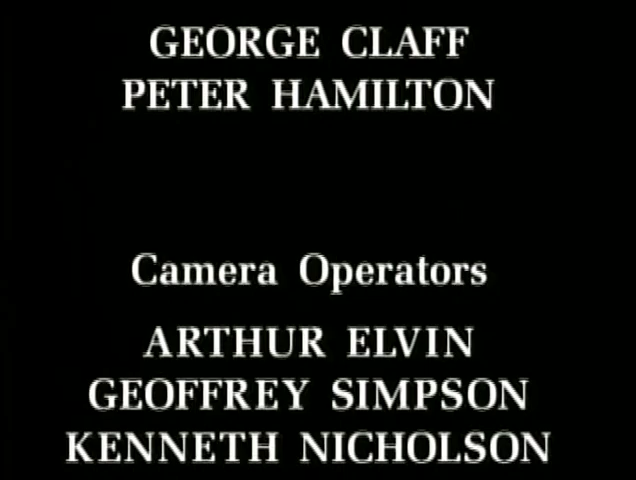 GEORGE CLAFF
PETER HAMILTON
Camera Operators
ARTHUR ELVIN
GEOFFREY SIMPSON
KENNETH NICHOLSON